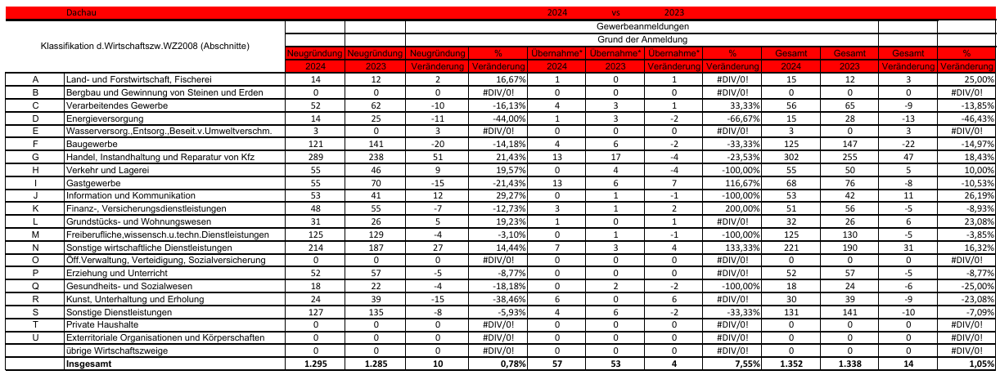 Dachau 2024 vs 2023
Gewerbeanmeldungen
Klassifikation d.Wirtschaftszw.WZ2008 (Abschnitte) Grund der Anmeldung
Neugründung Neugründung Neugründung % Übernahme* Übernahme* Übernahme* % Gesamt Gesamt Gesamt %
2024 2023 Veränderung Veränderung 2024 2023 Veränderung Veränderung 2024 2023 Veränderung Veränderung
A Land- und Forstwirtschaft, Fischerei 14 12 2 16,67% 1 0 1 #DIV/0! 15 12 3 25,00%
B Bergbau und Gewinnung von Steinen und Erden 0 0 0 #DIV/0! 0 0 0 #DIV/0! 0 0 0 #DIV/0!
C Verarbeitendes Gewerbe 52 62 -10 -16,13% 4 3 1 33,33% 56 65 -9 -13,85%
D Energieversorgung 14 25 -11 -44,00% 1 3 -2 -66,67% 15 28 -13 -46,43%
E Wasserversorg.,Entsorg.,Beseit.v.Umweltverschm. 3 0 3 #DIV/0! 0 0 0 #DIV/0! 3 0 3 #DIV/0!
F Baugewerbe 121 141 -20 -14,18% 4 6 -2 -33,33% 125 147 -22 -14,97%
G Handel, Instandhaltung und Reparatur von Kfz 289 238 51 21,43% 13 17 -4 -23,53% 302 255 47 18,43%
H Verkehr und Lagerei 55 46 9 19,57% 0 4 -4 -100,00% 55 50 5 10,00%
I Gastgewerbe 55 70 -15 -21,43% 13 6 7 116,67% 68 76 -8 -10,53%
J Information und Kommunikation 53 41 12 29,27% 0 1 -1 -100,00% 53 42 11 26,19%
K Finanz-, Versicherungsdienstleistungen 48 55 -7 -12,73% 3 1 2 200,00% 51 56 -5 -8,93%
L Grundstücks- und Wohnungswesen 31 26 5 19,23% 1 0 1 #DIV/0! 32 26 6 23,08%
M Freiberufliche,wissensch.u.techn.Dienstleistungen 125 129 -4 -3,10% 0 1 -1 -100,00% 125 130 -5 -3,85%
N Sonstige wirtschaftliche Dienstleistungen 214 187 27 14,44% 7 3 4 133,33% 221 190 31 16,32%
O Öff.Verwaltung, Verteidigung, Sozialversicherung 0 0 0 #DIV/0! 0 0 0 #DIV/0! 0 0 0 #DIV/0!
P Erziehung und Unterricht 52 57 -5 -8,77% 0 0 0 #DIV/0! 52 57 -5 -8,77%
Q Gesundheits- und Sozialwesen 18 22 -4 -18,18% 0 2 -2 -100,00% 18 24 -6 -25,00%
R Kunst, Unterhaltung und Erholung 24 39 -15 -38,46% 6 0 6 #DIV/0! 30 39 -9 -23,08%
S Sonstige Dienstleistungen 127 135 -8 -5,93% 4 6 -2 -33,33% 131 141 -10 -7,09%
T Private Haushalte 0 0 0 #DIV/0! 0 0 0 #DIV/0! 0 0 0 #DIV/0!
U Exterritoriale Organisationen und Körperschaften 0 0 0 #DIV/0! 0 0 0 #DIV/0! 0 0 0 #DIV/0!
übrige Wirtschaftszweige 0 0 0 #DIV/0! 0 0 0 #DIV/0! 0 0 0 #DIV/0!
Insgesamt 1.295 1.285 10 0,78% 57 53 4 7,55% 1.352 1.338 14 1,05%